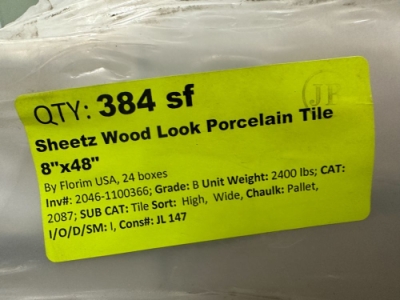 QTY: 384 sf
Sheetz Wood Look Porcelain Tile
8"x48"
By Florim USA, 24 boxes
Inv#: 2046-1100366; Grade: B Unit Weight: 2400 lbs; CAT:
2087; SUB CAT: Tile Sort: High, Wide, Chaulk: Pallet,
I/O/D/SM: I, Cons#: JL 147